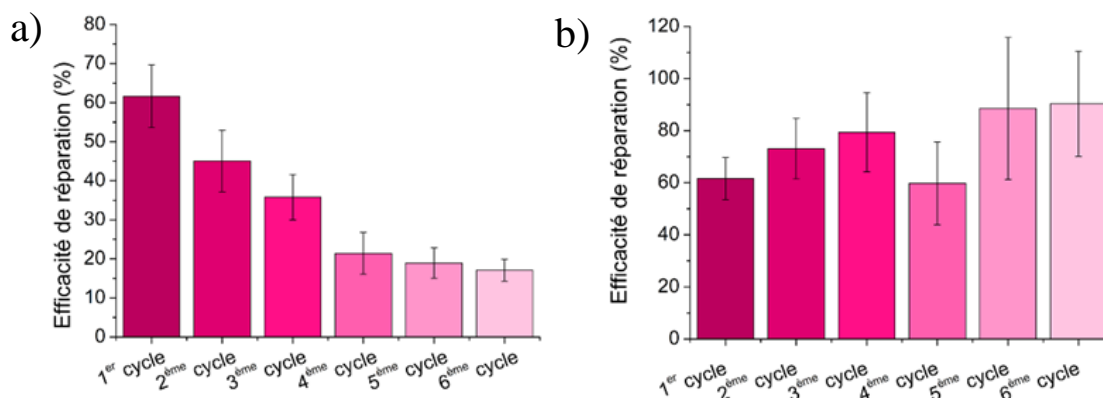 a)
Efficacité de réparation (%)
80
70
60
50
40
30
20
10
0
1er cycle
2ème cycle
3ème cycle
4ème cycle
5ème cycle
6ème cycle
b)
Efficacité de réparation (%)
120
100
80
60
40
20
0
1er cycle
2ème cycle
3ème cycle
4ème cycle
5ème cycle
6ème cycle